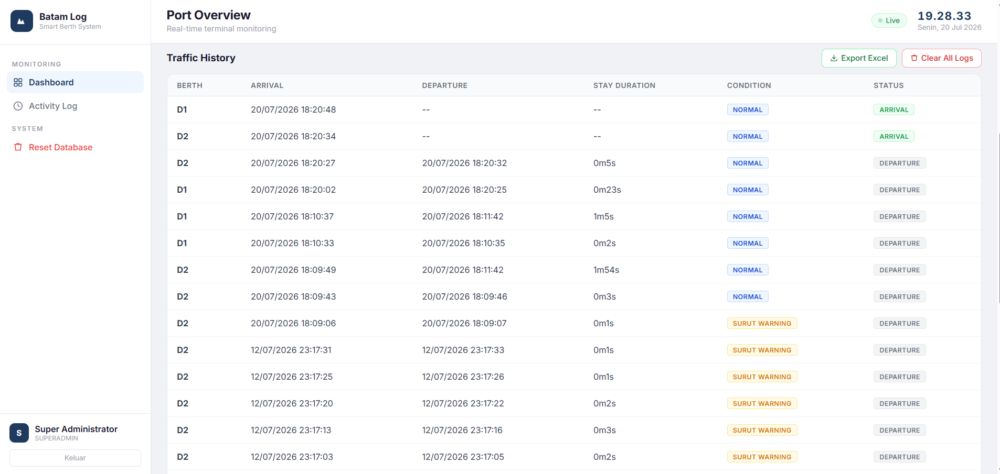 Batam Log
Smart Berth System
MONITORING
Dashboard
Activity Log
SYSTEM
Reset Database
S
Super Administrator
SUPERADMIN
Keluar
Port Overview
Real-time terminal monitoring
Live
19.28.33
Senin, 20 Jul 2026
Traffic History
Export Excel
Clear All Logs
BERTH ARRIVAL DEPARTURE STAY DURATION CONDITION STATUS
D1 20/07/2026 18:20:48 -- -- NORMAL ARRIVAL
D2 20/07/2026 18:20:34 -- -- NORMAL ARRIVAL
D2 20/07/2026 18:20:27 20/07/2026 18:20:32 0m5s NORMAL DEPARTURE
D1 20/07/2026 18:20:02 20/07/2026 18:20:25 0m23s NORMAL DEPARTURE
D1 20/07/2026 18:10:37 20/07/2026 18:11:42 1m5s NORMAL DEPARTURE
D1 20/07/2026 18:10:33 20/07/2026 18:10:35 0m2s NORMAL DEPARTURE
D2 20/07/2026 18:09:49 20/07/2026 18:11:42 1m54s NORMAL DEPARTURE
D2 20/07/2026 18:09:43 20/07/2026 18:09:46 0m3s NORMAL DEPARTURE
D2 20/07/2026 18:09:06 20/07/2026 18:09:07 0m1s SURUT WARNING DEPARTURE
D2 12/07/2026 23:17:31 12/07/2026 23:17:33 0m1s SURUT WARNING DEPARTURE
D2 12/07/2026 23:17:25 12/07/2026 23:17:26 0m1s SURUT WARNING DEPARTURE
D2 12/07/2026 23:17:20 12/07/2026 23:17:22 0m2s SURUT WARNING DEPARTURE
D2 12/07/2026 23:17:13 12/07/2026 23:17:16 0m3s SURUT WARNING DEPARTURE
D2 12/07/2026 23:17:03 12/07/2026 23:17:05 0m2s SURUT WARNING DEPARTURE